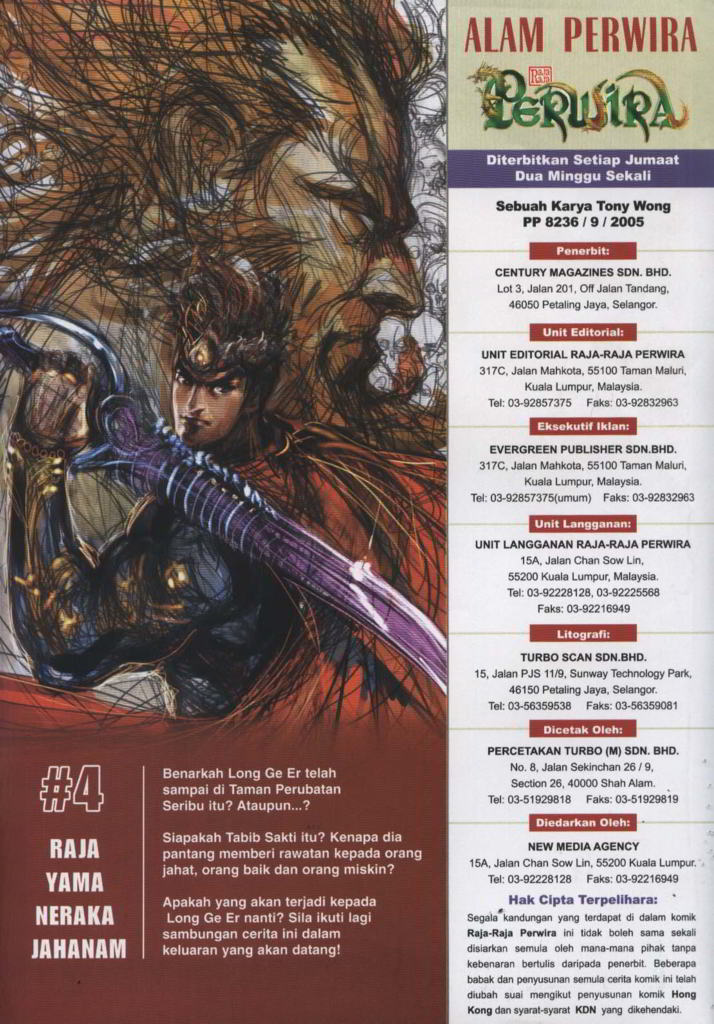 ALAM PERWIRA
Raja
Raja
PERWIRA
Diterbitkan Setiap Jumaat
Dua Minggu Sekali
Sebuah Karya Tony Wong
PP 8236 / 9 / 2005
Penerbit:
CENTURY MAGAZINES SDN. BHD.
Lot 3, Jalan 201, Off Jalan Tandang,
46050 Petaling Jaya, Selangor.
Unit Editorial:
UNIT EDITORIAL RAJA-RAJA PERWIRA
317C, Jalan Mahkota, 55100 Taman Maluri,
Kuala Lumpur, Malaysia.
Tel: 03-92857375 Faks: 03-92832963
Eksekutif Iklan:
EVERGREEN PUBLISHER SDN.BHD.
317C, Jalan Mahkota, 55100 Taman Maluri,
Kuala Lumpur, Malaysia.
Tel: 03-92857375(umum) Faks: 03-92832963
Unit Langganan:
UNIT LANGGANAN RAJA-RAJA PERWIRA
15A, Jalan Chan Sow Lin,
55200 Kuala Lumpur, Malaysia.
Tel: 03-92228128, 03-92225568
Faks: 03-92216949
Litografi:
TURBO SCAN SDN.BHD.
15, Jalan PJS 11/9, Sunway Technology Park,
46150 Petaling Jaya, Selangor.
Tel: 03-56359538 Faks: 03-56359081
Dicetak Oleh:
PERCETAKAN TURBO (M) SDN. BHD.
No. 8, Jalan Sekinchan 26 / 9,
Section 26, 40000 Shah Alam.
Tel: 03-51929818 Faks: 03-51929819
Diedarkan Oleh:
NEW MEDIA AGENCY
15A, Jalan Chan Sow Lin, 55200 Kuala Lumpur.
Tel: 03-92228128 Faks: 03-92216949
Hak Cipta Terpelihara:
Segala kandungan yang terdapat di dalam komik
Raja-Raja Perwira ini tidak boleh sama sekali
disiarkan semula oleh mana-mana pihak tanpa
kebenaran bertulis daripada penerbit. Beberapa
babak dan penyusunan semula cerita komik ini telah
diubah suai mengikut penyusunan komik Hong
Kong dan syarat-syarat KDN yang dikehendaki.
#4
RAJA
YAMA
NERAKA
JAHANAM
Benarkah Long Ge Er telah
sampai di Taman Perubatan
Seribu itu? Ataupun...?
Siapakah Tabib Sakti itu? Kenapa dia
pantang memberi rawatan kepada orang
jahat, orang baik dan orang miskin?
Apakah yang akan terjadi kepada
Long Ge Er nanti? Sila ikuti lagi
sambungan cerita ini dalam
keluaran yang akan datang!